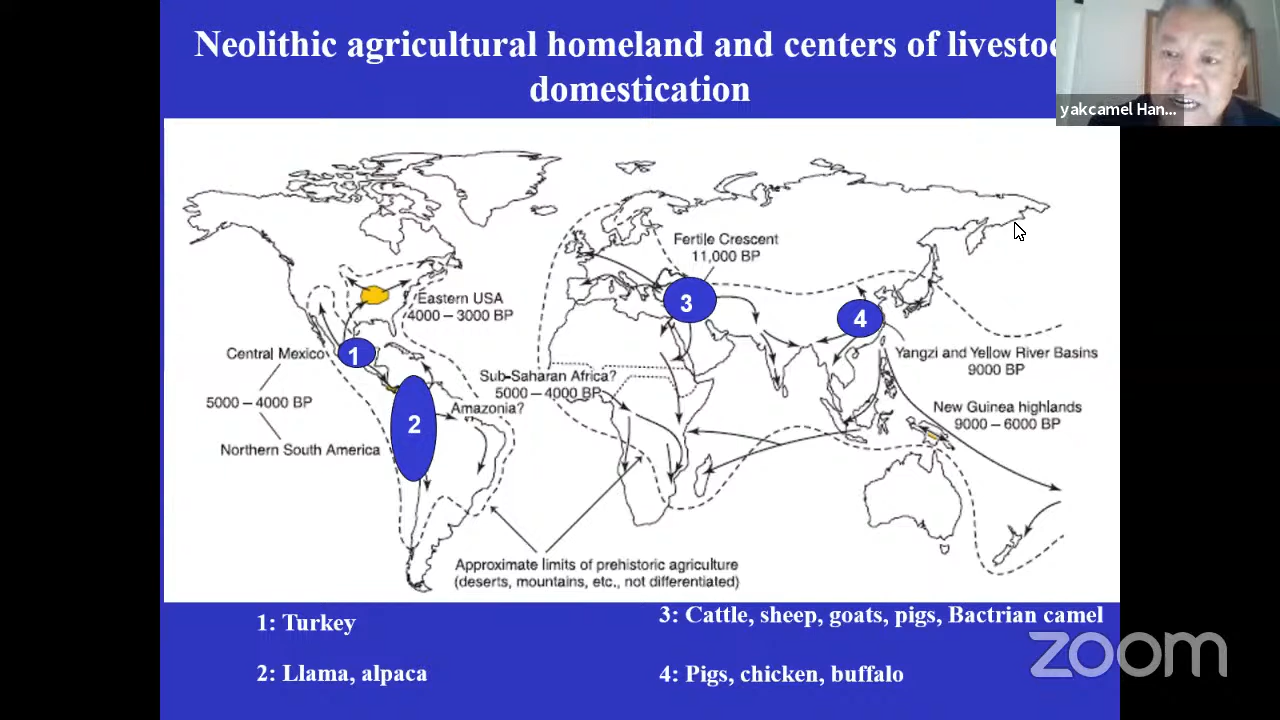 Neolithic agricultural homeland and centers of livestoc
domestication
yakcamel Han...
Fertile Crescent
11,000 BP
3
4
Eastern USA
4000 – 3000 BP
Central Mexico
1
Yangzi and Yellow River Basins
9000 BP
Sub-Saharan Africa?
5000 – 4000 BP
5000 – 4000 BP
Amazonia?
New Guinea highlands
9000 – 6000 BP
2
Northern South America
Approximate limits of prehistoric agriculture
(deserts, mountains, etc., not differentiated)
1: Turkey
3: Cattle, sheep, goats, pigs, Bactrian camel
2: Llama, alpaca
4: Pigs, chicken, buffalo
zoom